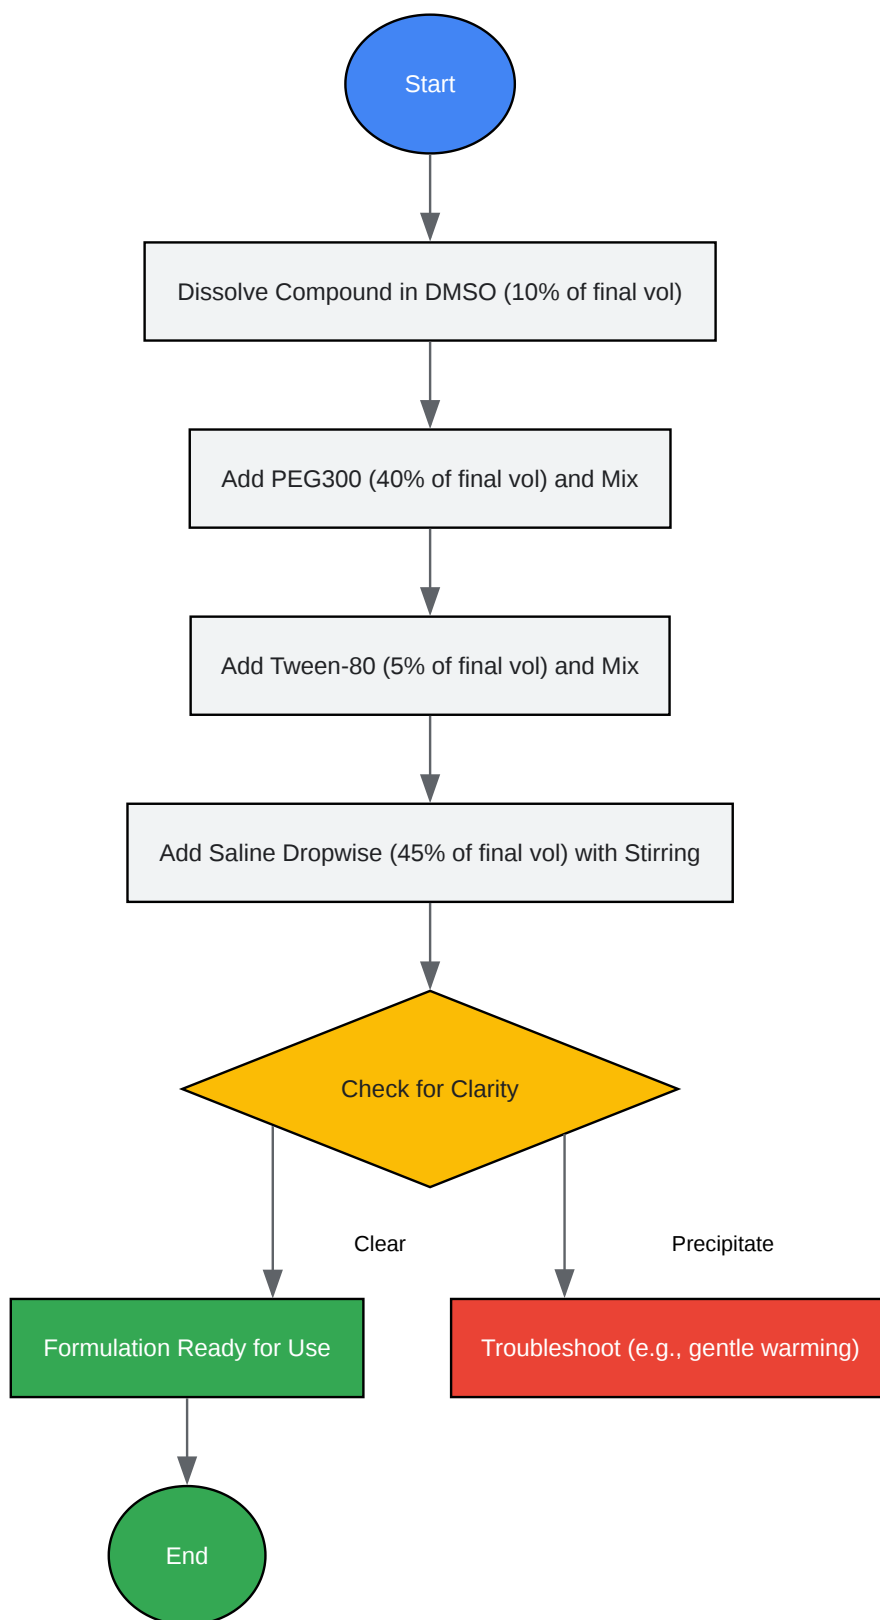 Start
Dissolve Compound in DMSO (10% of final vol)
Add PEG300 (40% of final vol) and Mix
Add Tween-80 (5% of final vol) and Mix
Add Saline Dropwise (45% of final vol) with Stirring
Check for Clarity
Clear
Precipitate
Formulation Ready for Use
Troubleshoot (e.g., gentle warming)
End